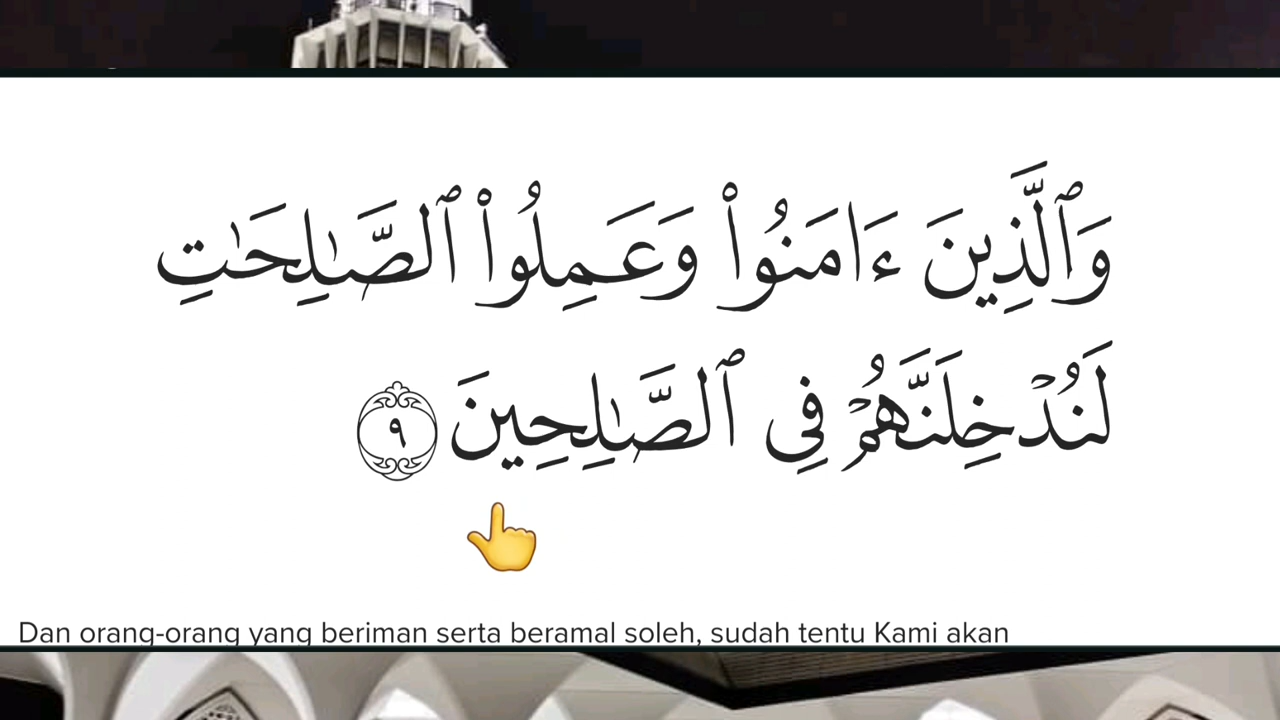 وَٱلَّذِينَ ءَامَنُوا۟ وَعَمِلُوا۟ ٱلصَّـٰلِحَـٰتِ
لَنُدْخِلَنَّهُمْ فِى ٱلصَّـٰلِحِينَ ٩
Dan orang-orang yang beriman serta beramal soleh, sudah tentu Kami akan